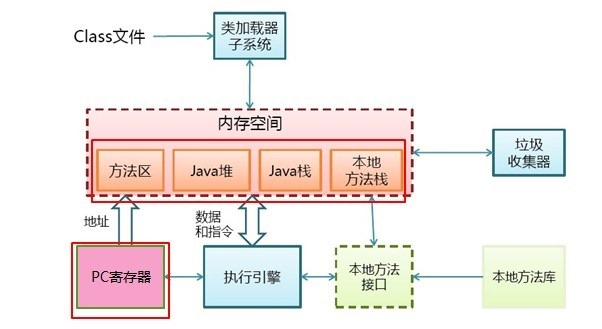 Class文件
类加载器
子系统
内存空间
方法区
Java堆
Java栈
本地
方法栈
垃圾
收集器
地址
数据
和指令
PC寄存器
执行引擎
本地方法
接口
本地方法库